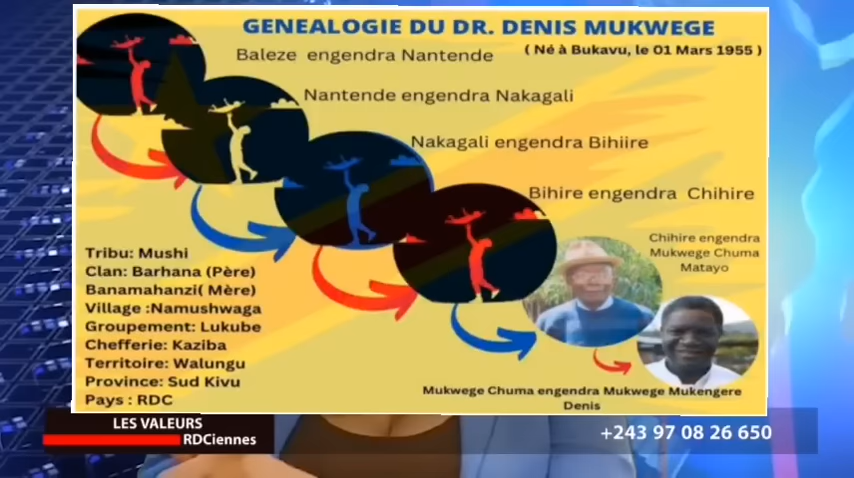 GENEALOGIE DU DR. DENIS MUKWEGE
( Né à Bukavu, le 01 Mars 1955 )
Baleze engendra Nantende
Nantende engendra Nakagali
Nakagali engendra Bihiire
Bihire engendra Chihire
Chihire engendra
Mukwege Chuma
Matayo
Tribu: Mushi
Clan: Barhana (Père)
Banamahanzi( Mère)
Village :Namushwaga
Groupement: Lukube
Chefferie: Kaziba
Territoire: Walungu
Province: Sud Kivu
Pays : RDC
Mukwege Chuma engendra Mukwege Mukengere
Denis
LES VALEURS
RDCiennes
+243 97 08 26 650